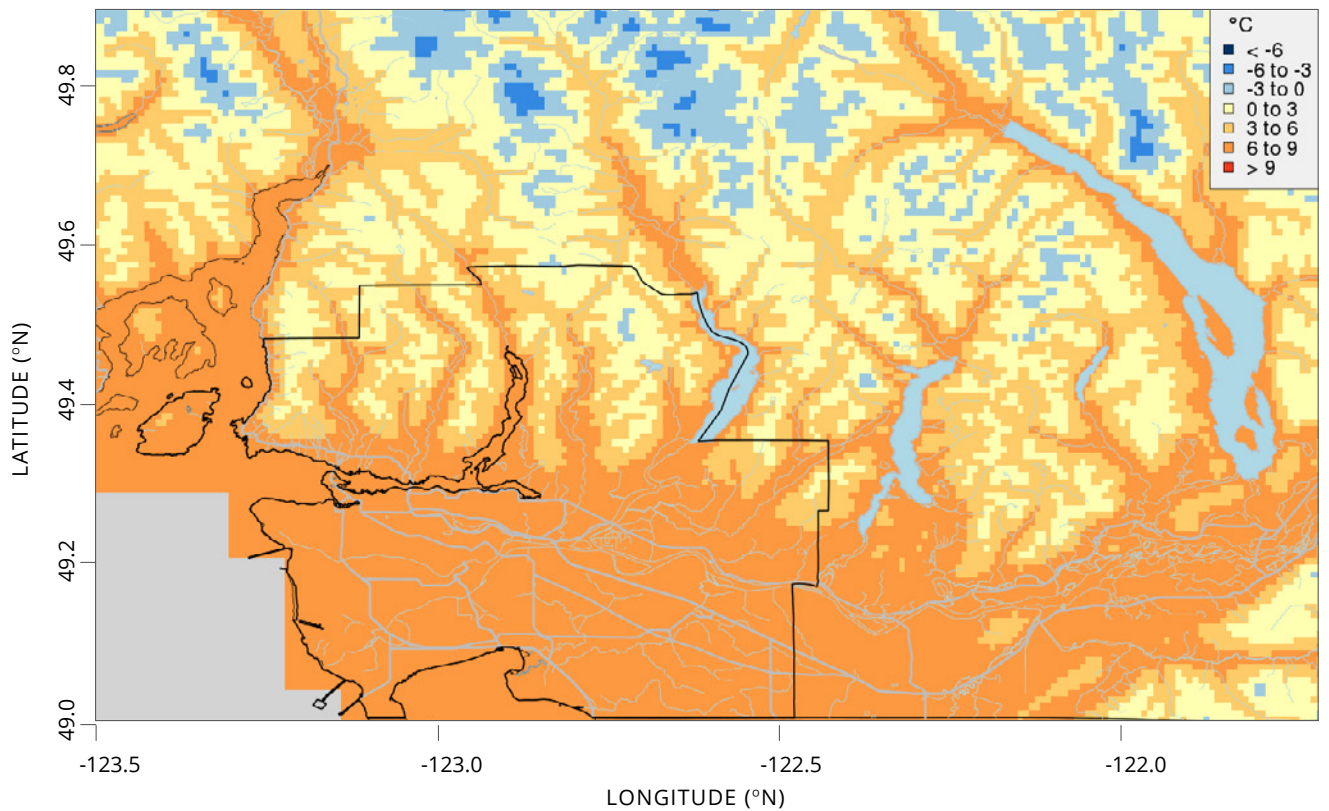 °C
< -6
-6 to -3
-3 to 0
0 to 3
3 to 6
6 to 9
> 9
49.8
49.6
49.4
49.2
49.0
LATITUDE (°N)
-123.5
-123.0
-122.5
-122.0
LONGITUDE (°N)